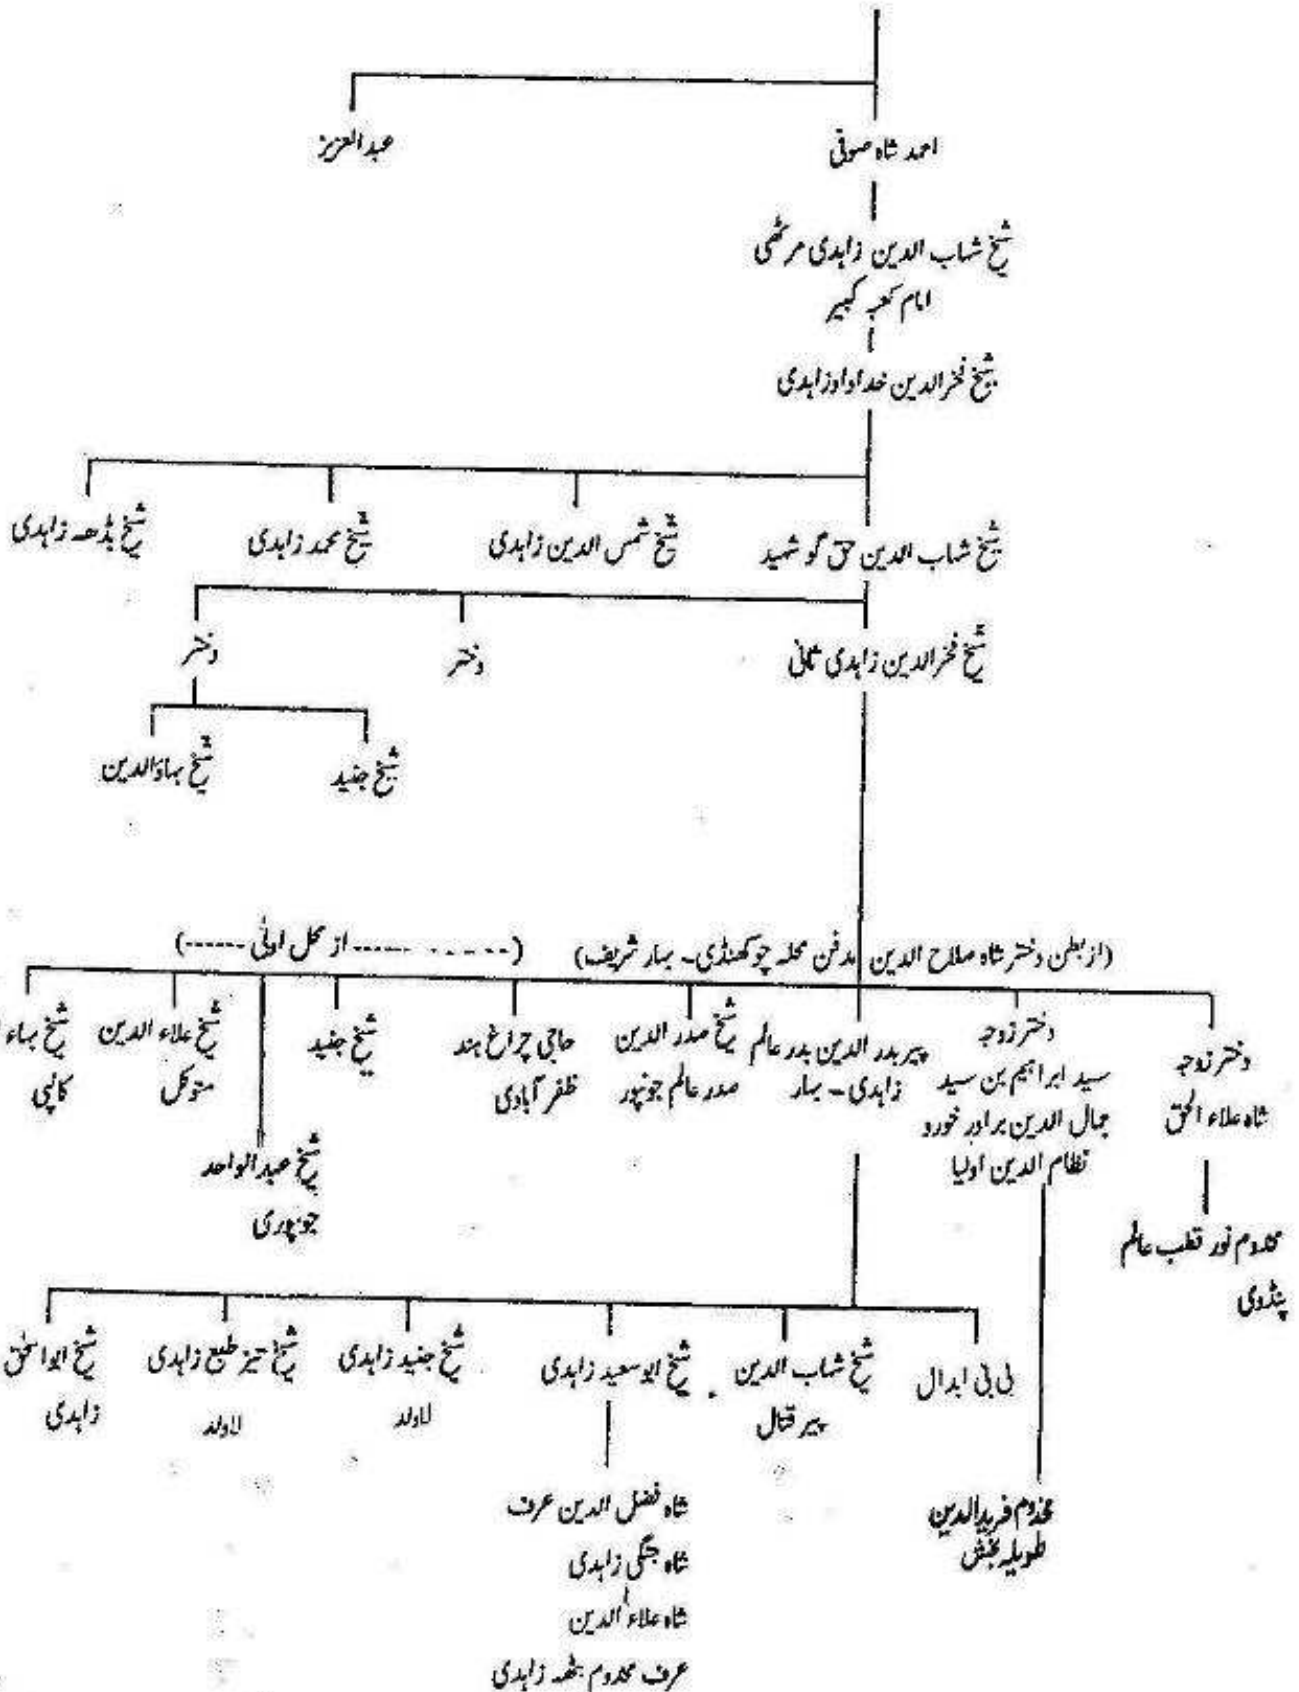 احمد شاہ صوفی
عبدالعزیز
شیخ شہاب الدین زاہدی مرٹھی
امام کعبہ کبیر
شیخ فخرالدین خداداد زاہدی
شیخ شہاب الدین حق گو شہید
شیخ شمس الدین زاہدی
شیخ محمد زاہدی
شیخ بڈھہ زاہدی
شیخ فخرالدین زاہدی ثانی
دختر
دختر
شیخ جنید
شیخ بہاؤالدین
(از بطن دختر شاہ صلاح الدین مدفن محلہ چوکھنڈی۔ بہار شریف)
(------ از محل اولیٰ ------)
دختر زوجہ
شاہ علاء الحق
دختر زوجہ
سید ابراہیم بن سید
جمال الدین برادر خورد
نظام الدین اولیا
پیر بدر الدین بدر عالم
زاہدی۔ بہار
شیخ صدر الدین
صدر عالم جونپور
حاجی چراغ ہند
ظفر آبادی
شیخ جنید
شیخ عبدالواحد
جونپوری
شیخ علاء الدین
متوکل
شیخ بہاء
کالپی
مخدوم نور قطب عالم
پنڈوی
بی بی ابدال
شیخ شہاب الدین
پیر قتال
شیخ ابوسعید زاہدی
شیخ جنید زاہدی
لاولد
شیخ تیز طبع زاہدی
لاولد
شیخ ابوالحق
زاہدی
مخدوم فریدالدین
طویلہ بخش
شاہ فضل الدین عرف
شاہ جنگی زاہدی
شاہ علاء الدین
عرف مخدوم بڈھہ زاہدی